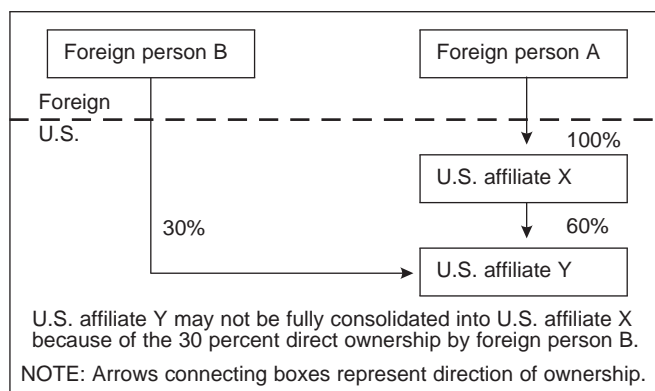 Foreign person B
Foreign person A
Foreign
U.S.
100%
U.S. affiliate X
30%
60%
U.S. affiliate Y
U.S. affiliate Y may not be fully consolidated into U.S. affiliate X
because of the 30 percent direct ownership by foreign person B.
NOTE: Arrows connecting boxes represent direction of ownership.